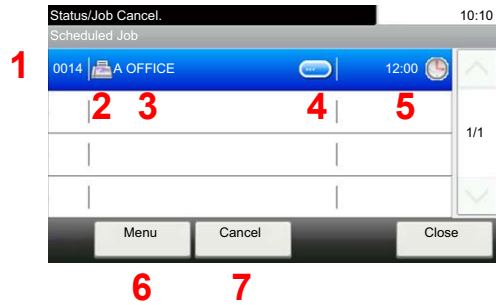 Status/Job Cancel. 10:10
Scheduled Job
1 0014 A OFFICE ... 12:00
2 3 4 5
1/1
Menu Cancel Close
6 7